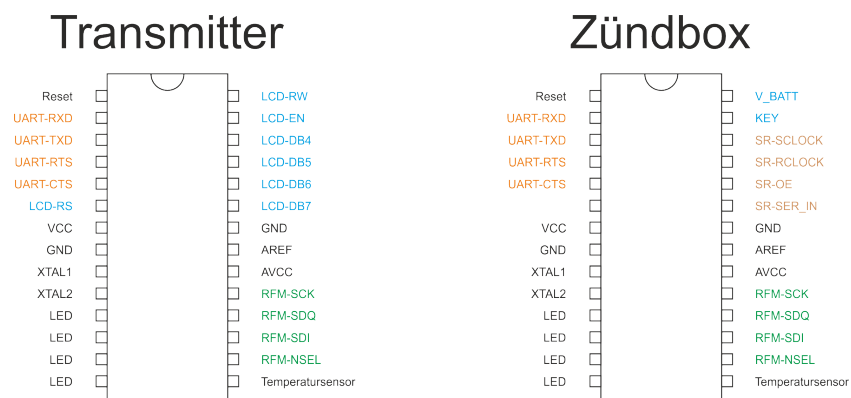 Transmitter
Reset
UART-RXD
UART-TXD
UART-RTS
UART-CTS
LCD-RS
VCC
GND
XTAL1
XTAL2
LED
LED
LED
LED
LCD-RW
LCD-EN
LCD-DB4
LCD-DB5
LCD-DB6
LCD-DB7
GND
AREF
AVCC
RFM-SCK
RFM-SDQ
RFM-SDI
RFM-NSEL
Temperatursensor
Zündbox
Reset
UART-RXD
UART-TXD
UART-RTS
UART-CTS
VCC
GND
XTAL1
XTAL2
LED
LED
LED
LED
V_BATT
KEY
SR-SCLOCK
SR-RCLOCK
SR-OE
SR-SER_IN
GND
AREF
AVCC
RFM-SCK
RFM-SDQ
RFM-SDI
RFM-NSEL
Temperatursensor